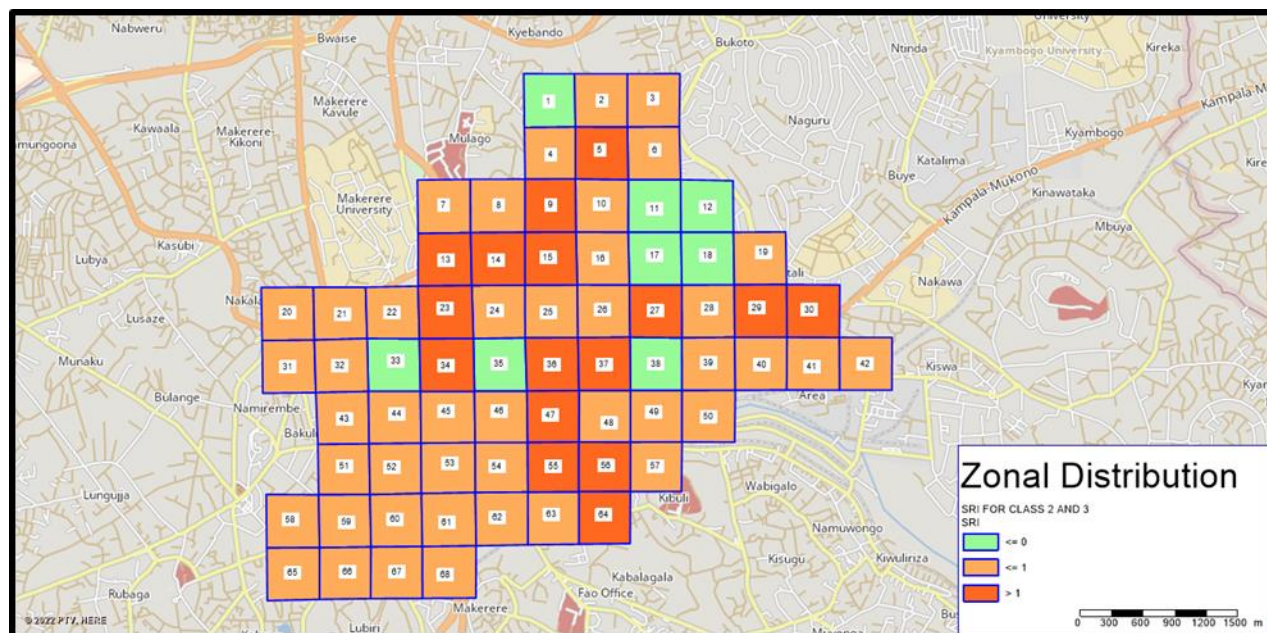 Nabweru
Bwaise
Kyebando
Bukoto
Ntinda
University
Kyambogo University
Kireka
Makerere
Kavule
Kawaala
Makerere-
Kikoni
Mulago
Naguru
Kyambogo
Kampala-Mukono
Katalima
Buye
Kinawataka
Makerere
University
Mbuya
Kasubi
Lubya
Nakawa
Lusaze
Munaku
Kiswa
Bulange
Namirembe
Area
Lungujja
Kibuli
Wabigalo
Namuwongo
Kisugu
Kiwuliriza
Rubaga
Kabalagala
Fao Office
Makerere
Lubiri
1 2 3
4 5 6
7 8 9 10 11 12
13 14 15 16 17 18 19
20 21 22 23 24 25 26 27 28 29 30
31 32 33 34 35 36 37 38 39 40 41 42
43 44 45 46 47 48 49 50
51 52 53 54 55 56 57
58 59 60 61 62 63 64
65 66 67 68
Zonal Distribution
SRI FOR CLASS 2 AND 3
SRI
<= 0
<= 1
> 1
0 300 600 900 1200 1500 m
© 2022 PTV, HERE